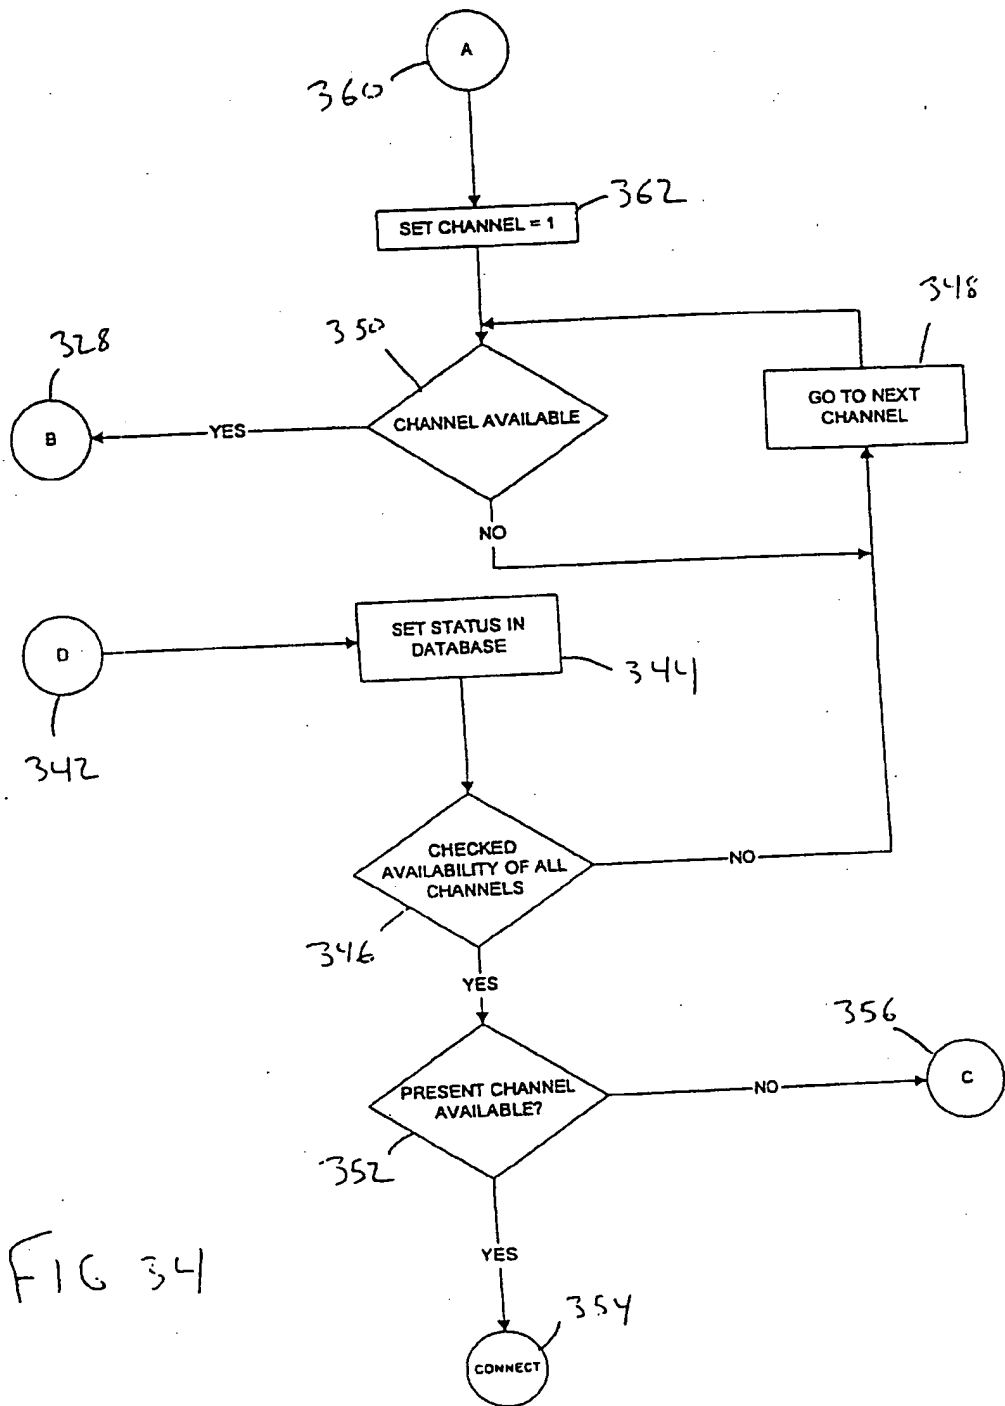 A
360
362
SET CHANNEL = 1
348
350
328
GO TO NEXT
CHANNEL
CHANNEL AVAILABLE
B
YES
NO
SET STATUS IN
DATABASE
D
344
342
CHECKED
AVAILABILITY OF ALL
CHANNELS
NO
346
YES
356
C
PRESENT CHANNEL
AVAILABLE?
NO
352
YES
FIG 34
354
CONNECT